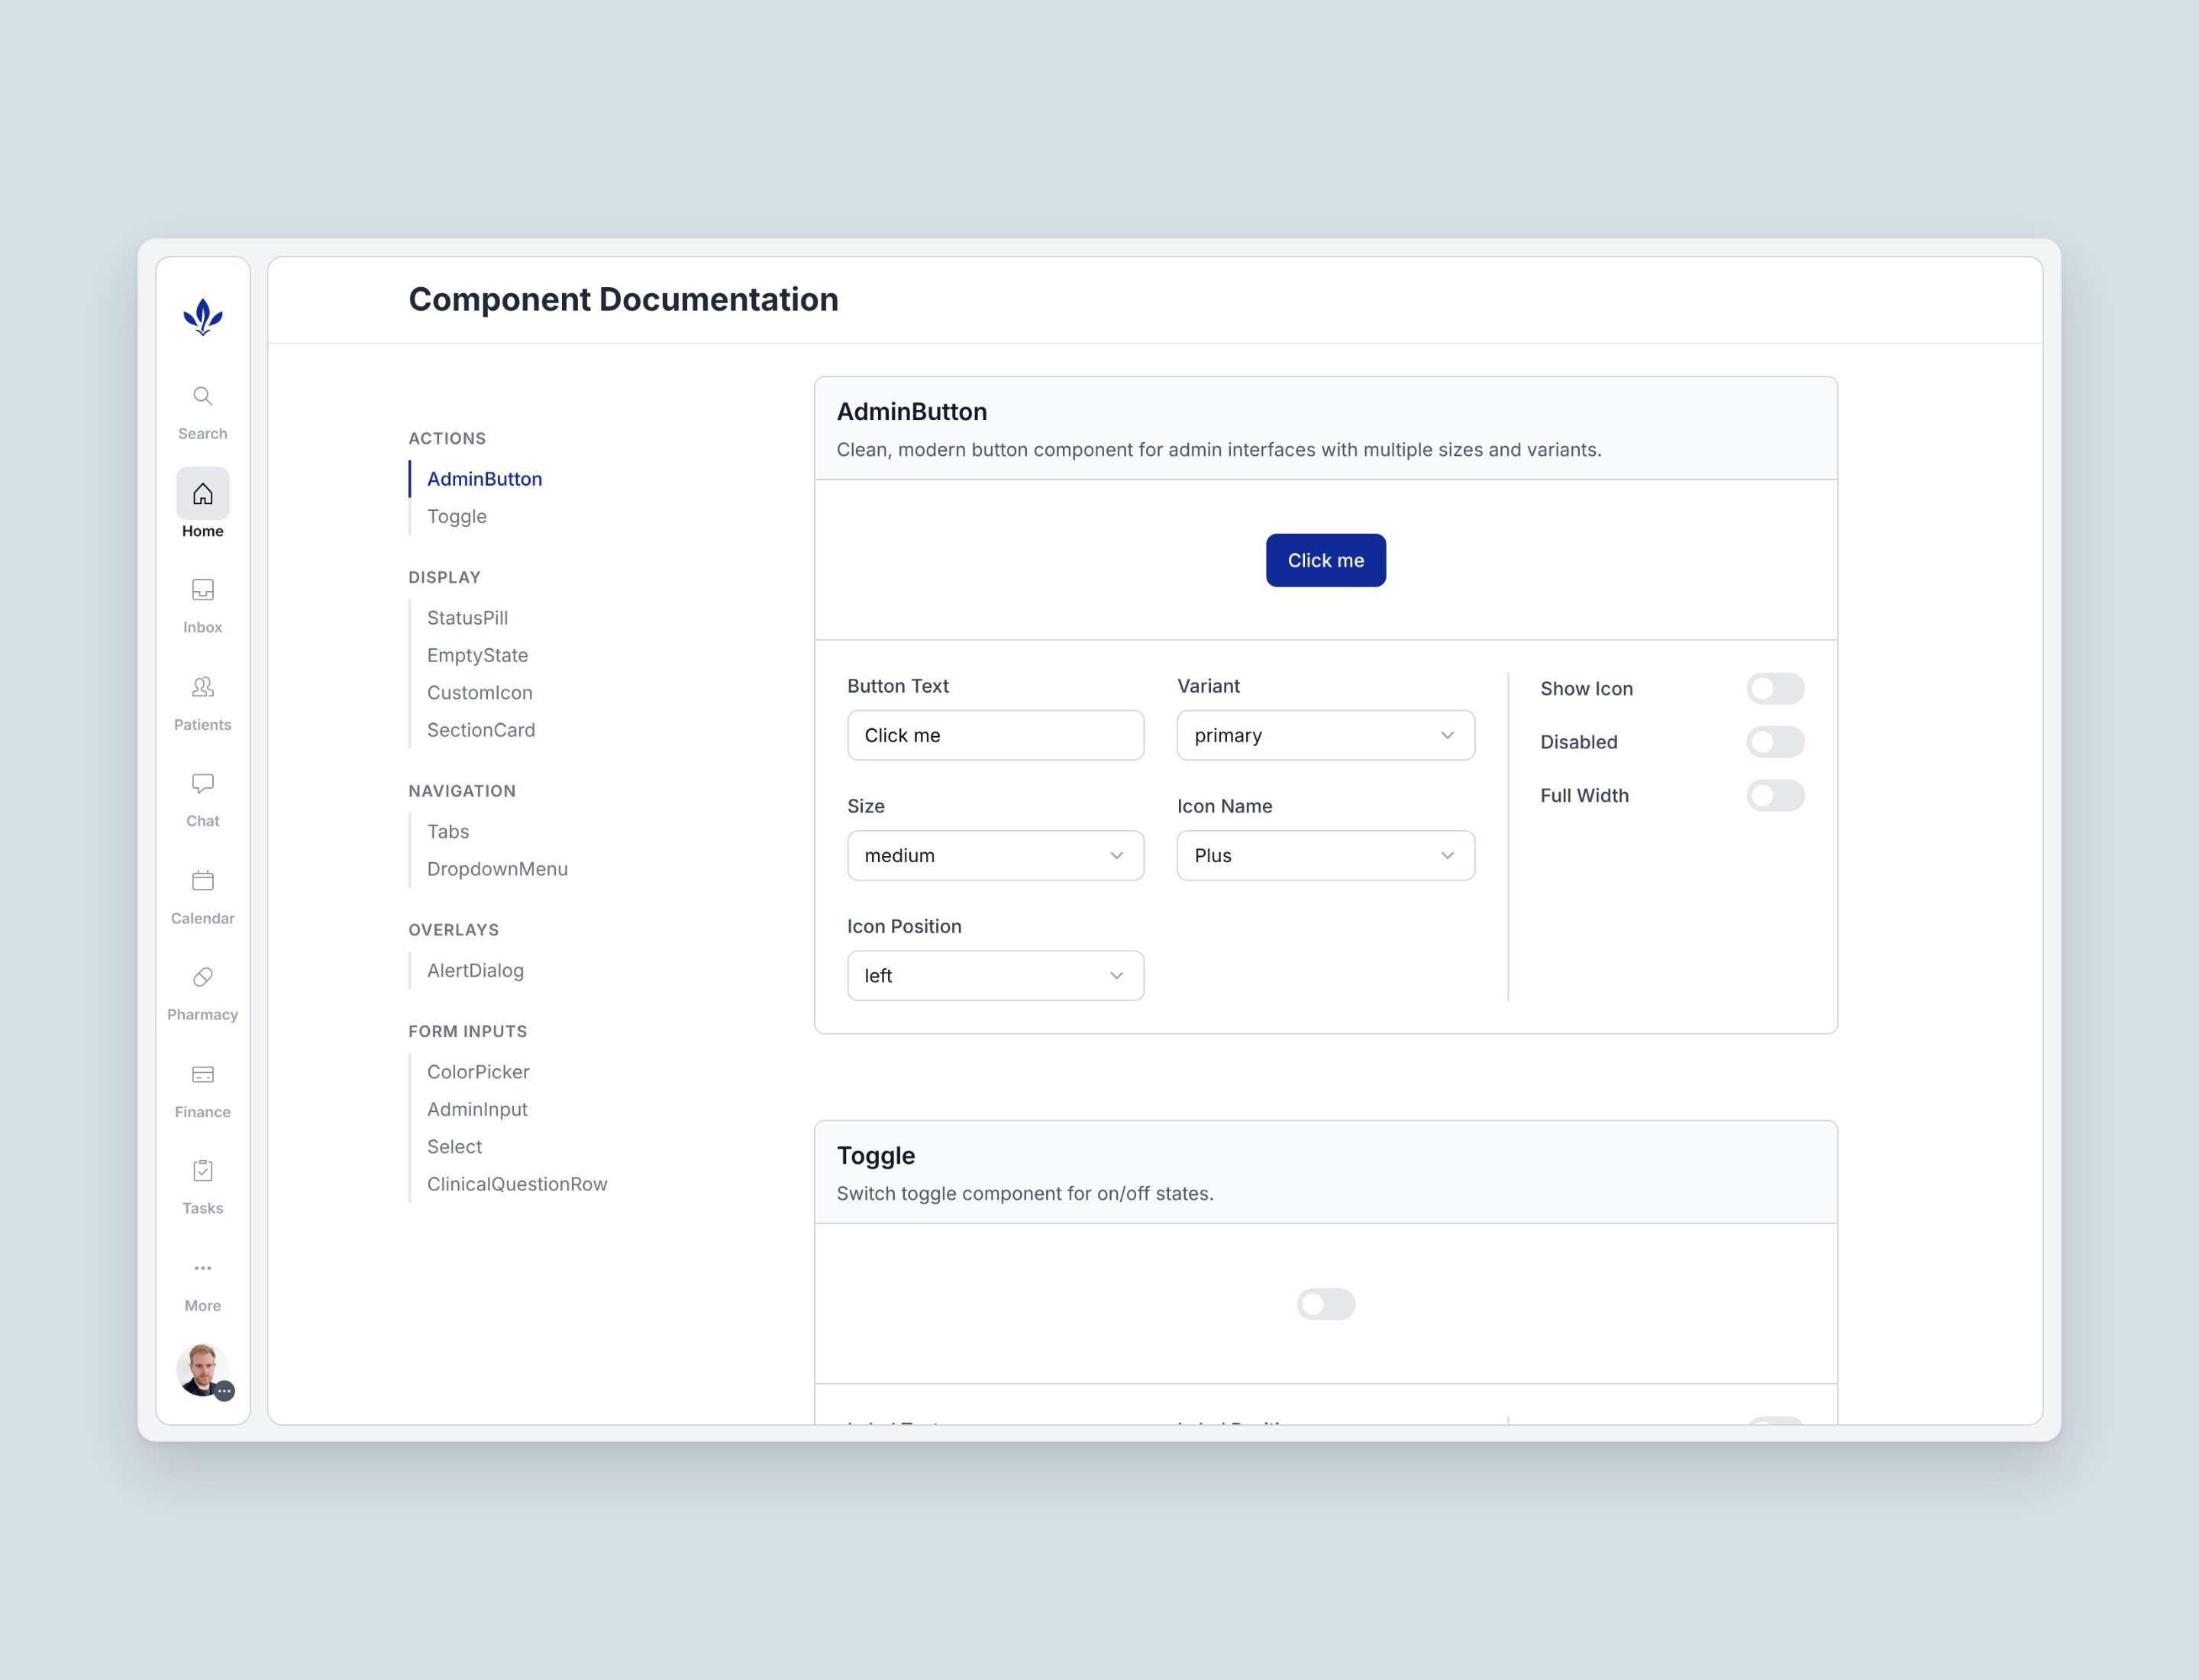 Component Documentation
Search
Home
Inbox
Patients
Chat
Calendar
Pharmacy
Finance
Tasks
More
ACTIONS
AdminButton
Toggle
DISPLAY
StatusPill
EmptyState
CustomIcon
SectionCard
NAVIGATION
Tabs
DropdownMenu
OVERLAYS
AlertDialog
FORM INPUTS
ColorPicker
AdminInput
Select
ClinicalQuestionRow
AdminButton
Clean, modern button component for admin interfaces with multiple sizes and variants.
Click me
Button Text
Click me
Variant
primary
Size
medium
Icon Name
Plus
Icon Position
left
Show Icon
Disabled
Full Width
Toggle
Switch toggle component for on/off states.